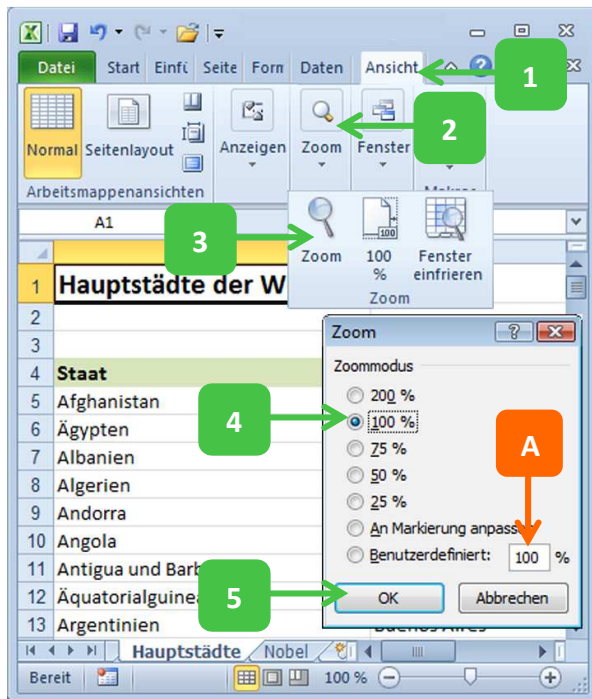 Datei Start Einfü Seite Form Daten Ansicht
1
2
Normal Seitenlayout Anzeigen Zoom Fenster
Arbeitsmappenansichten
A1
3
Zoom 100 % Fenster einfrieren
Zoom
1 Hauptstädte der W
2
3
4 Staat
5 Afghanistan
6 Ägypten
7 Albanien
8 Algerien
9 Andorra
10 Angola
11 Antigua und Barb
12 Äquatorialguinea
13 Argentinien Buenos Aires
Zoom
Zoommodus
200 %
4
100 %
75 %
A
50 %
25 %
An Markierung anpassen
Benutzerdefiniert: 100 %
5
OK Abbrechen
Hauptstädte Nobel
Bereit 100 %